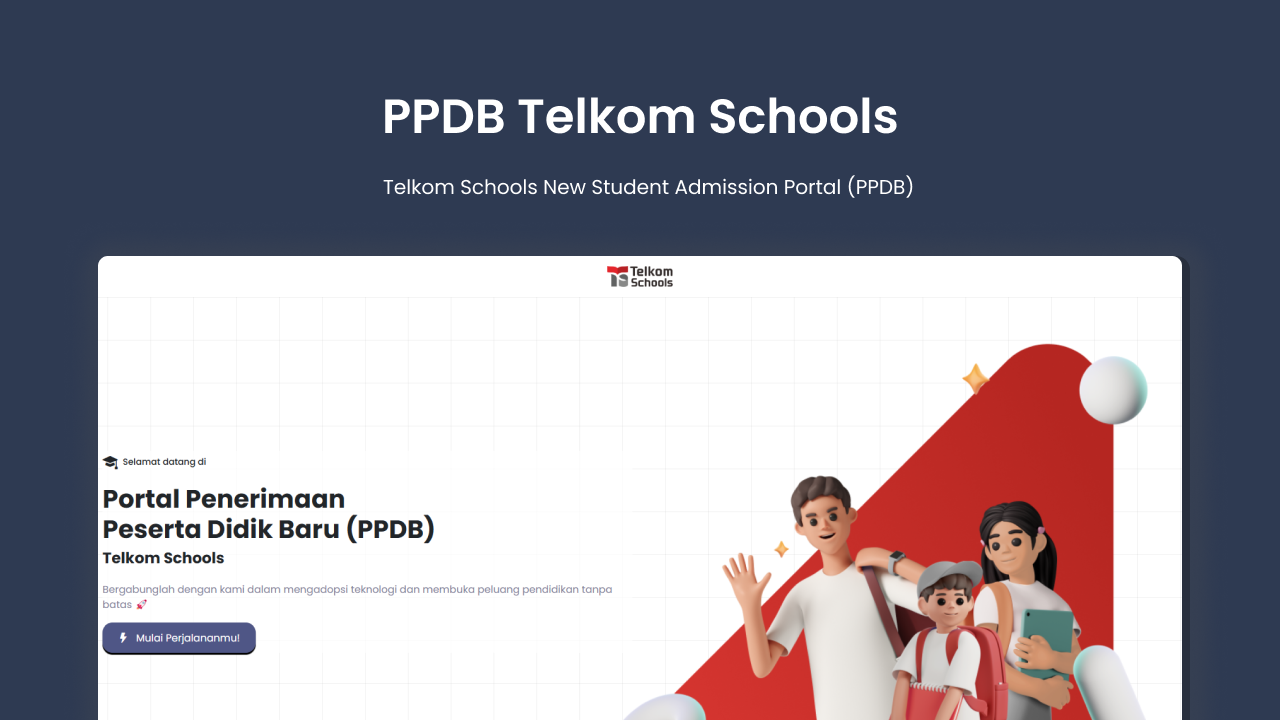 PPDB Telkom Schools
Telkom Schools New Student Admission Portal (PPDB)
Telkom
Schools
Selamat datang di
Portal Penerimaan
Peserta Didik Baru (PPDB)
Telkom Schools
Bergabunglah dengan kami dalam mengadopsi teknologi dan membuka peluang pendidikan tanpa
batas 🚀
Mulai Perjalananmu!